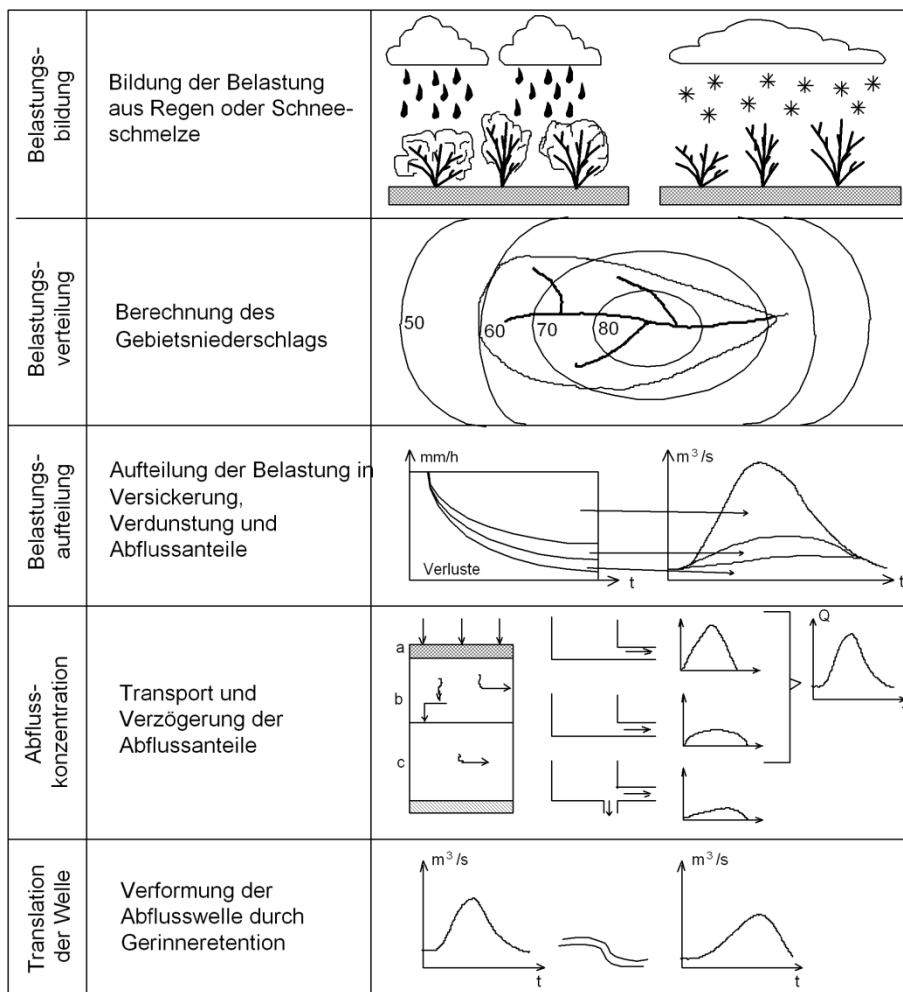 Belastungs-
bildung
Bildung der Belastung
aus Regen oder Schnee-
schmelze
Belastungs-
verteilung
Berechnung des
Gebietsniederschlags
50
60
70
80
Belastungs-
aufteilung
Aufteilung der Belastung in
Versickerung,
Verdunstung und
Abflussanteile
mm/h
Verluste
t
m³/s
t
Abfluss-
konzentration
Transport und
Verzögerung der
Abflussanteile
a
b
c
Q
Translation
der Welle
Verformung der
Abflusswelle durch
Gerinneretention
m³/s
t
m³/s
t